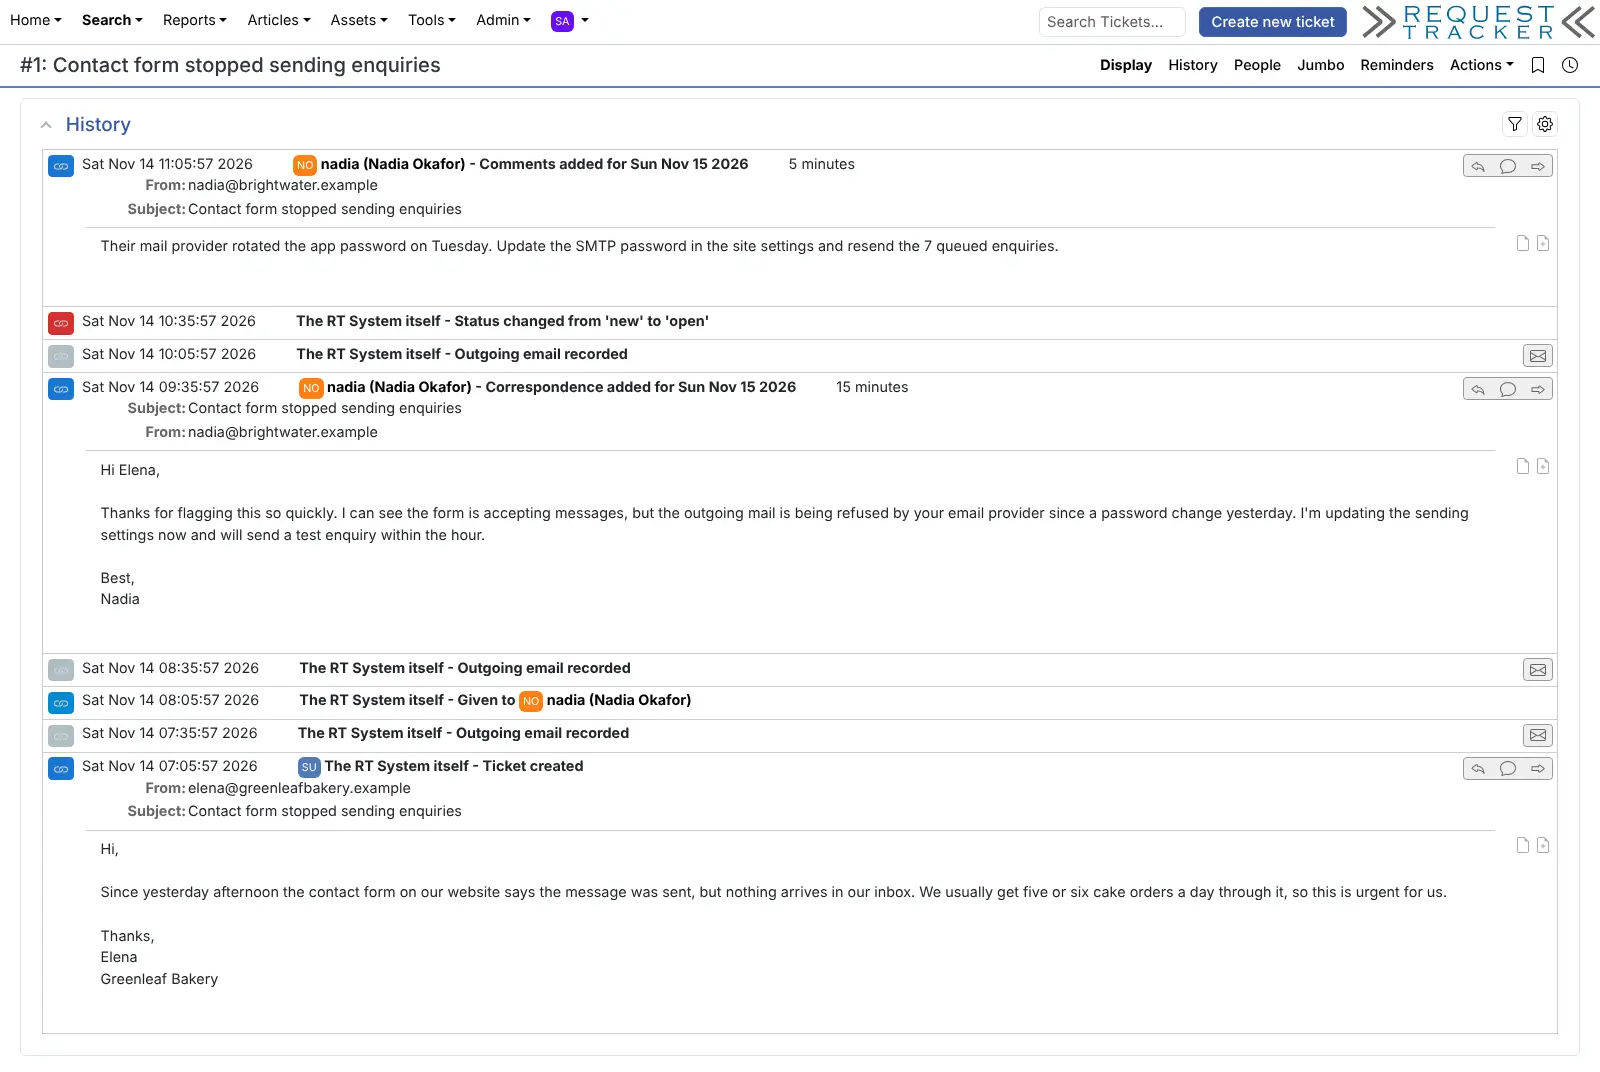 Home Search Reports Articles Assets Tools Admin SA Search Tickets... Create new ticket REQUEST TRACKER
#1: Contact form stopped sending enquiries Display History People Jumbo Reminders Actions
History
Sat Nov 14 11:05:57 2026 NO nadia (Nadia Okafor) - Comments added for Sun Nov 15 2026 5 minutes
From: nadia@brightwater.example
Subject: Contact form stopped sending enquiries
Their mail provider rotated the app password on Tuesday. Update the SMTP password in the site settings and resend the 7 queued enquiries.
Sat Nov 14 10:35:57 2026 The RT System itself - Status changed from 'new' to 'open'
Sat Nov 14 10:05:57 2026 The RT System itself - Outgoing email recorded
Sat Nov 14 09:35:57 2026 NO nadia (Nadia Okafor) - Correspondence added for Sun Nov 15 2026 15 minutes
Subject: Contact form stopped sending enquiries
From: nadia@brightwater.example
Hi Elena,
Thanks for flagging this so quickly. I can see the form is accepting messages, but the outgoing mail is being refused by your email provider since a password change yesterday. I'm updating the sending
settings now and will send a test enquiry within the hour.
Best,
Nadia
Sat Nov 14 08:35:57 2026 The RT System itself - Outgoing email recorded
Sat Nov 14 08:05:57 2026 The RT System itself - Given to NO nadia (Nadia Okafor)
Sat Nov 14 07:35:57 2026 The RT System itself - Outgoing email recorded
Sat Nov 14 07:05:57 2026 SU The RT System itself - Ticket created
From: elena@greenleafbakery.example
Subject: Contact form stopped sending enquiries
Hi,
Since yesterday afternoon the contact form on our website says the message was sent, but nothing arrives in our inbox. We usually get five or six cake orders a day through it, so this is urgent for us.
Thanks,
Elena
Greenleaf Bakery